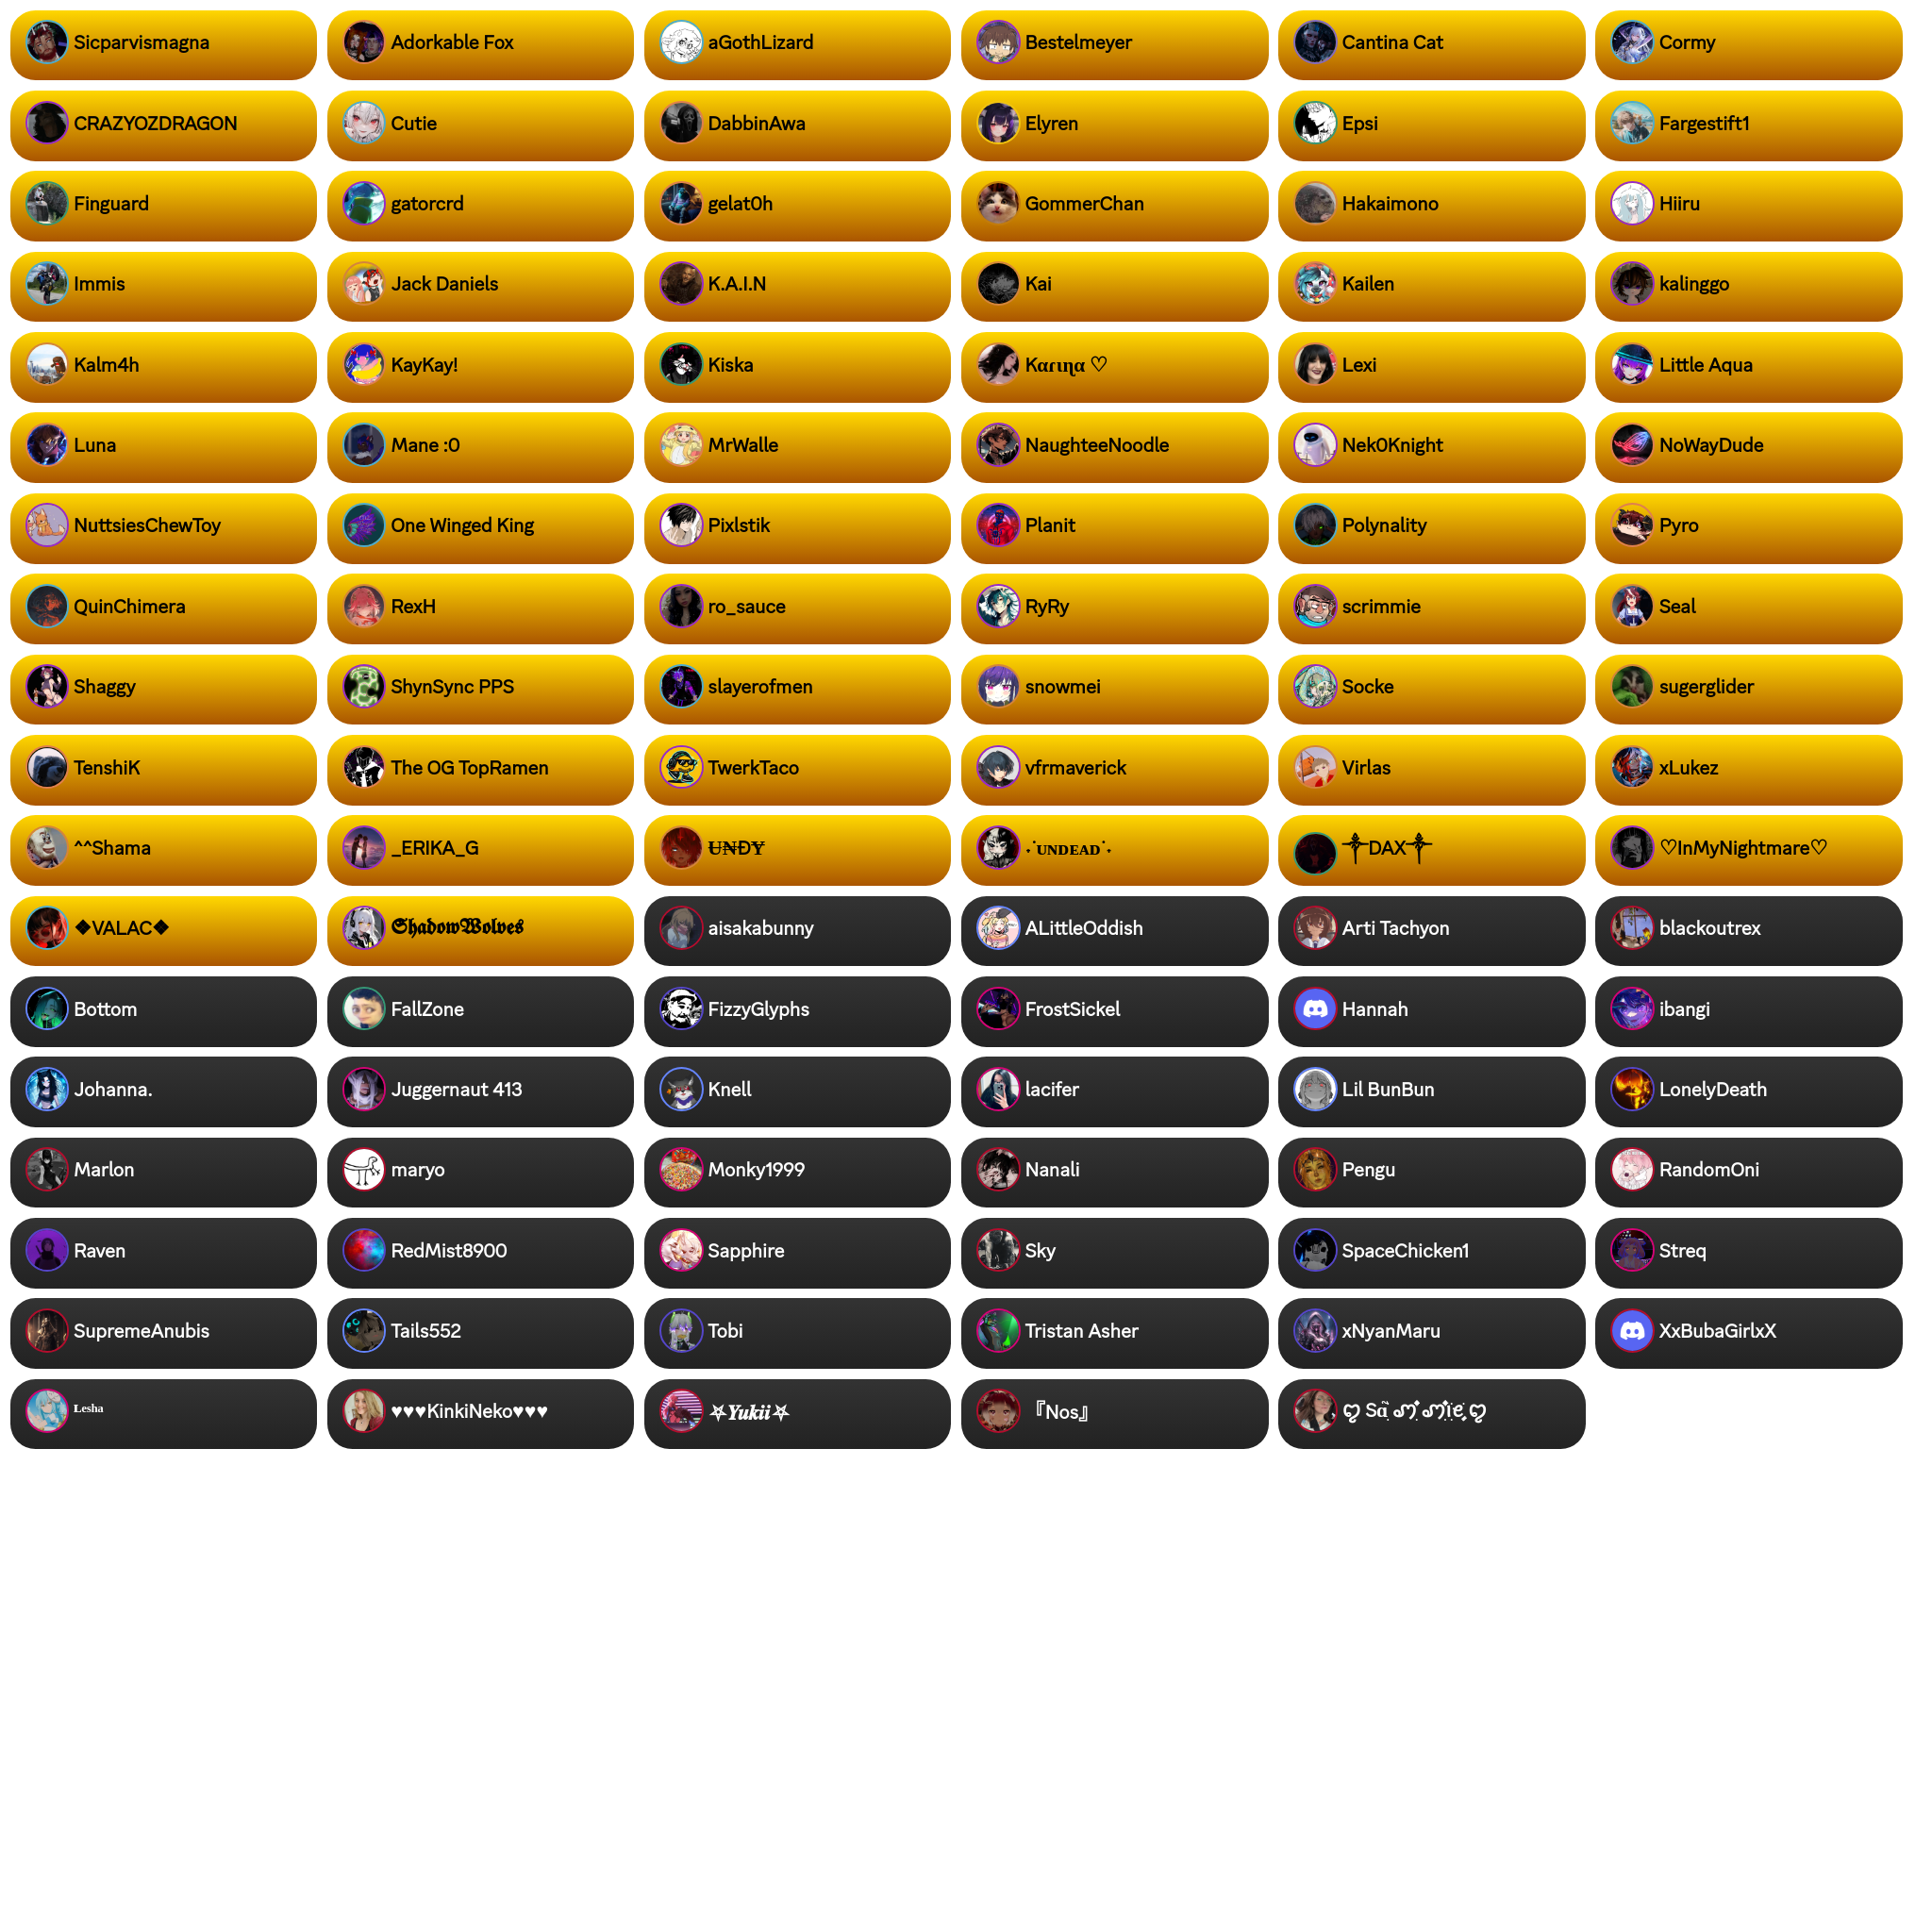 Sicparvismagna
Adorkable Fox
aGothLizard
Bestelmeyer
Cantina Cat
Cormy
CRAZYOZDRAGON
Cutie
DabbinAwa
Elyren
Epsi
Fargestift1
Finguard
gatorcrd
gelat0h
GommerChan
Hakaimono
Hiiru
Immis
Jack Daniels
K.A.I.N
Kai
Kailen
kalinggo
Kalm4h
KayKay!
Kiska
Kαɾιɳα ♡
Lexi
Little Aqua
Luna
Mane :0
MrWalle
NaughteeNoodle
Nek0Knight
NoWayDude
NuttsiesChewToy
One Winged King
Pixlstik
Planit
Polynality
Pyro
QuinChimera
RexH
ro_sauce
RyRy
scrimmie
Seal
Shaggy
ShynSync PPS
slayerofmen
snowmei
Socke
sugerglider
TenshiK
The OG TopRamen
TwerkTaco
vfrmaverick
Virlas
xLukez
^^Shama
_ERIKA_G
Ʉ₦ĐɎ
˖˙ᴜɴᴅᴇᴀᴅ˙˖
⸸DAX⸸
♡InMyNightmare♡
❖VALAC❖
𝕾𝖍𝖆𝖉𝖔𝖜𝖂𝖔𝖑𝖛𝖊𝖘
aisakabunny
ALittleOddish
Arti Tachyon
blackoutrex
Bottom
FallZone
FizzyGlyphs
FrostSickel
Hannah
ibangi
Johanna.
Juggernaut 413
Knell
lacifer
Lil BunBun
LonelyDeath
Marlon
maryo
Monky1999
Nanali
Pengu
RandomOni
Raven
RedMist8900
Sapphire
Sky
SpaceChicken1
Streq
SupremeAnubis
Tails552
Tobi
Tristan Asher
xNyanMaru
XxBubaGirlxX
ᴸᵉˢʰᵃ
♥♥♥KinkiNeko♥♥♥
⛧𝒀𝒖𝒌𝒊𝒊⛧
『Nos』